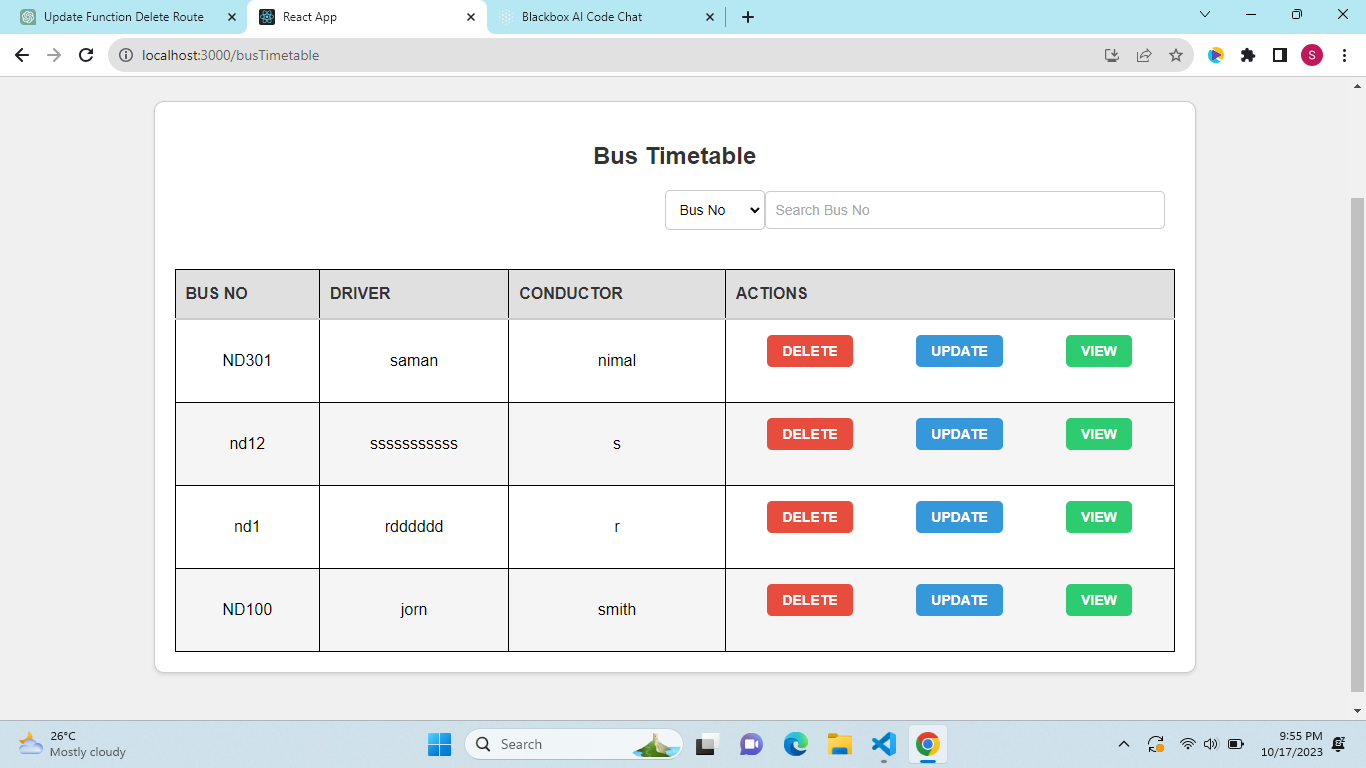 Update Function Delete Route
React App
Blackbox AI Code Chat
localhost:3000/busTimetable
S
Bus Timetable
Bus No
Search Bus No
BUS NO DRIVER CONDUCTOR ACTIONS
ND301 saman nimal DELETE UPDATE VIEW
nd12 sssssssssss s DELETE UPDATE VIEW
nd1 rdddddd r DELETE UPDATE VIEW
ND100 jorn smith DELETE UPDATE VIEW
26°C
Mostly cloudy
Search
9:55 PM
10/17/2023